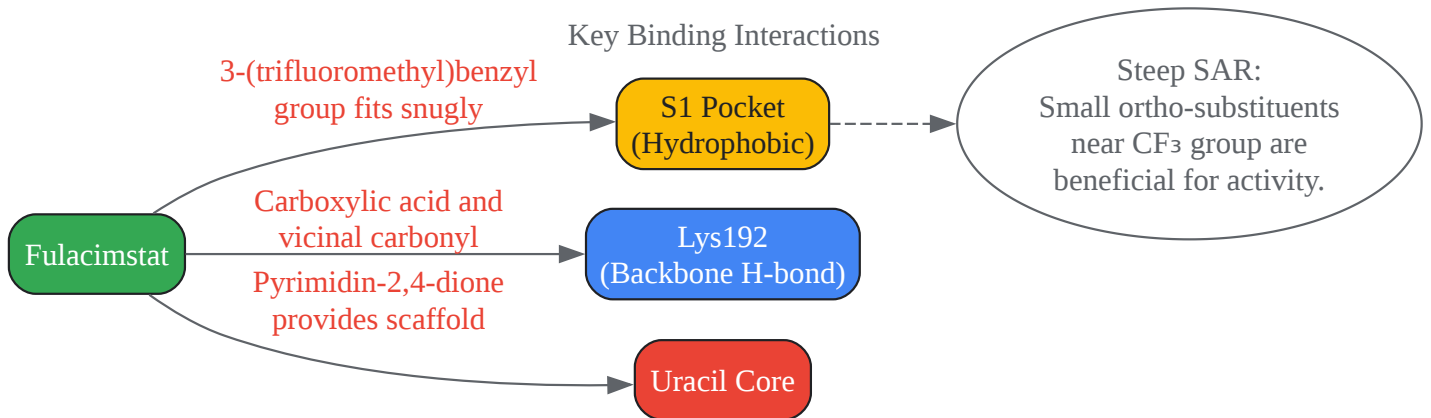 Key Binding Interactions
3-(trifluoromethyl)benzyl
group fits snugly
S1 Pocket
(Hydrophobic)
Steep SAR:
Small ortho-substituents
near CF₃ group are
beneficial for activity.
Fulacimstat
Carboxylic acid and
vicinal carbonyl
Lys192
(Backbone H-bond)
Pyrimidin-2,4-dione
provides scaffold
Uracil Core